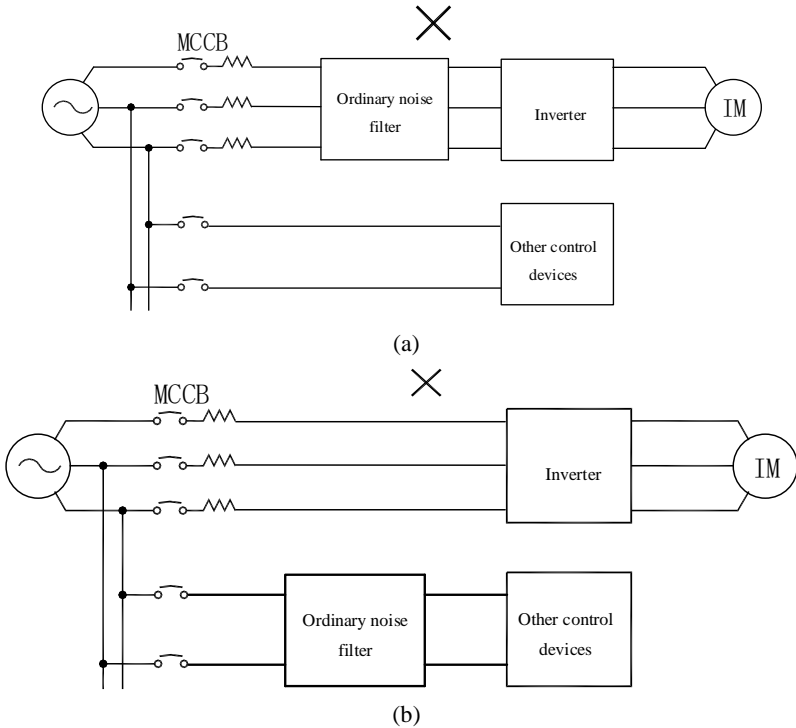 MCCB
Ordinary noise
filter
Inverter
IM
Other control
devices
(a)
MCCB
Inverter
IM
Ordinary noise
filter
Other control
devices
(b)